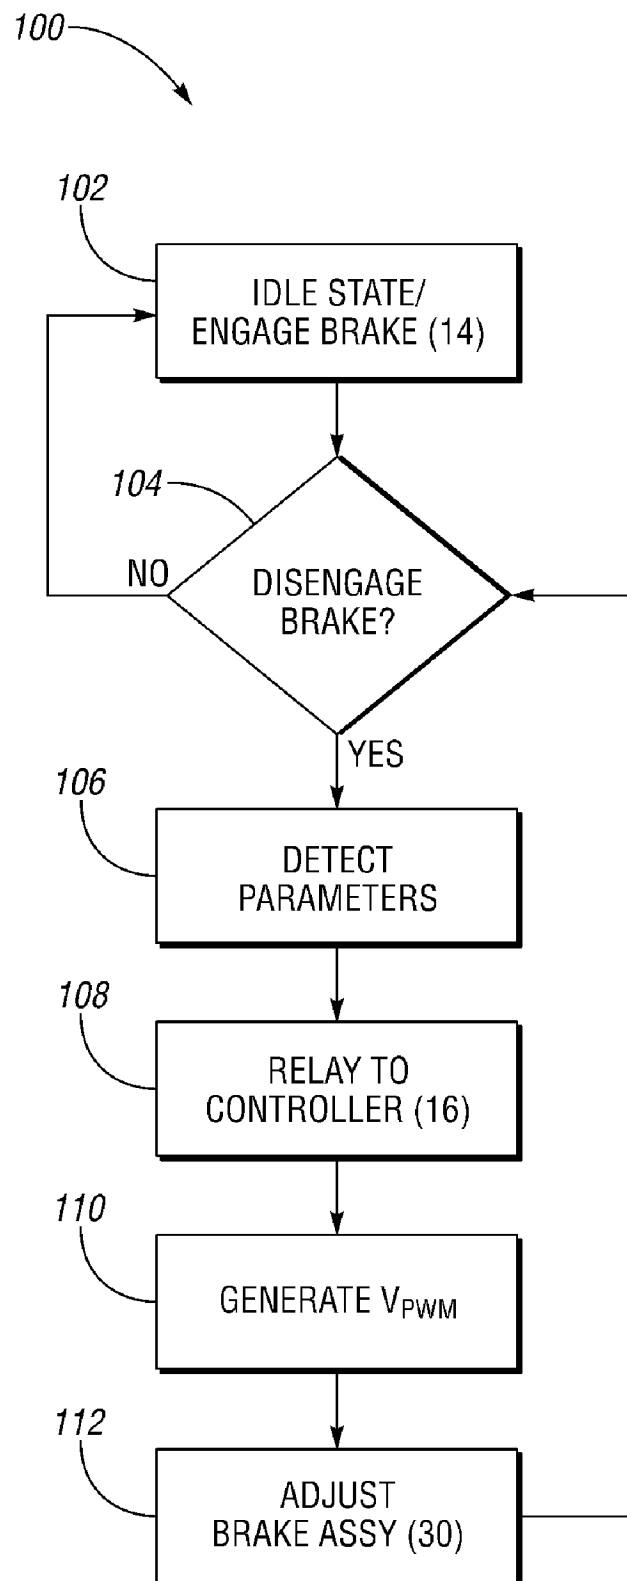 100
102
IDLE STATE/
ENGAGE BRAKE (14)
104
NO
DISENGAGE
BRAKE?
YES
106
DETECT
PARAMETERS
108
RELAY TO
CONTROLLER (16)
110
GENERATE VPWM
112
ADJUST
BRAKE ASSY (30)